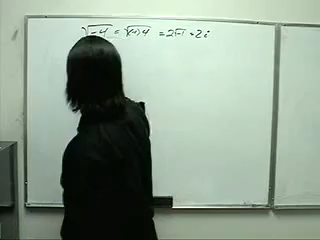 √-4 = √(-1)4 = 2√-1 = 2i